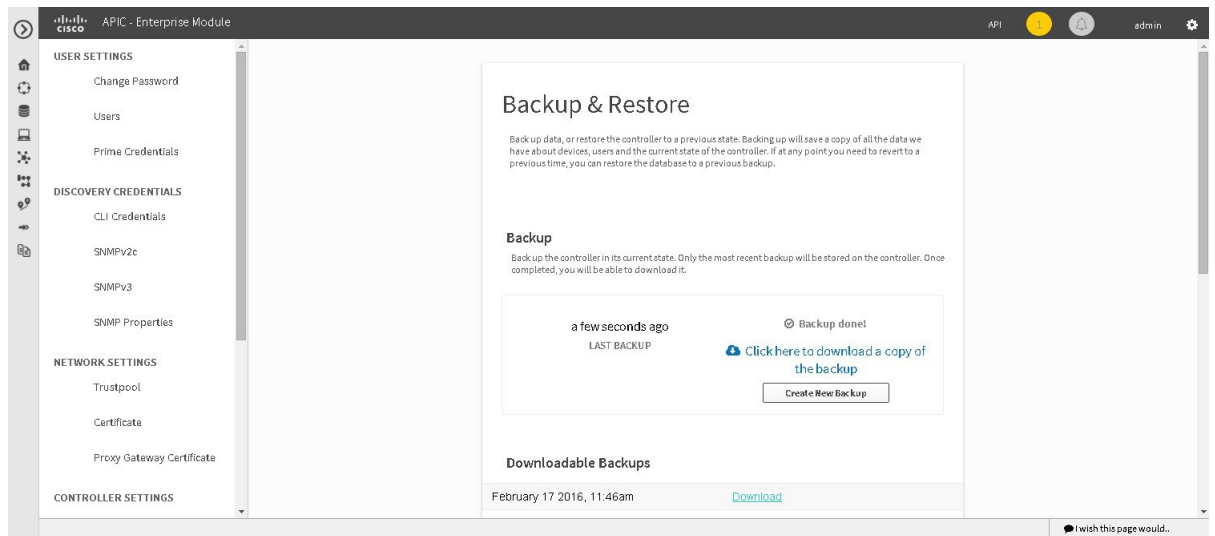 CISCO APIC - Enterprise Module
API
1
admin
USER SETTINGS
Change Password
Users
Prime Credentials
DISCOVERY CREDENTIALS
CLI Credentials
SNMPv2c
SNMPv3
SNMP Properties
NETWORK SETTINGS
Trustpool
Certificate
Proxy Gateway Certificate
CONTROLLER SETTINGS
Backup & Restore
Back up data, or restore the controller to a previous state. Backing up will save a copy of all the data we
have about devices, users and the current state of the controller. If at any point you need to revert to a
previous time, you can restore the database to a previous backup.
Backup
Back up the controller in its current state. Only the most recent backup will be stored on the controller. Once
completed, you will be able to download it.
a few seconds ago
LAST BACKUP
Backup done!
Click here to download a copy of
the backup
Create New Backup
Downloadable Backups
February 17 2016, 11:46am
Download
I wish this page would..